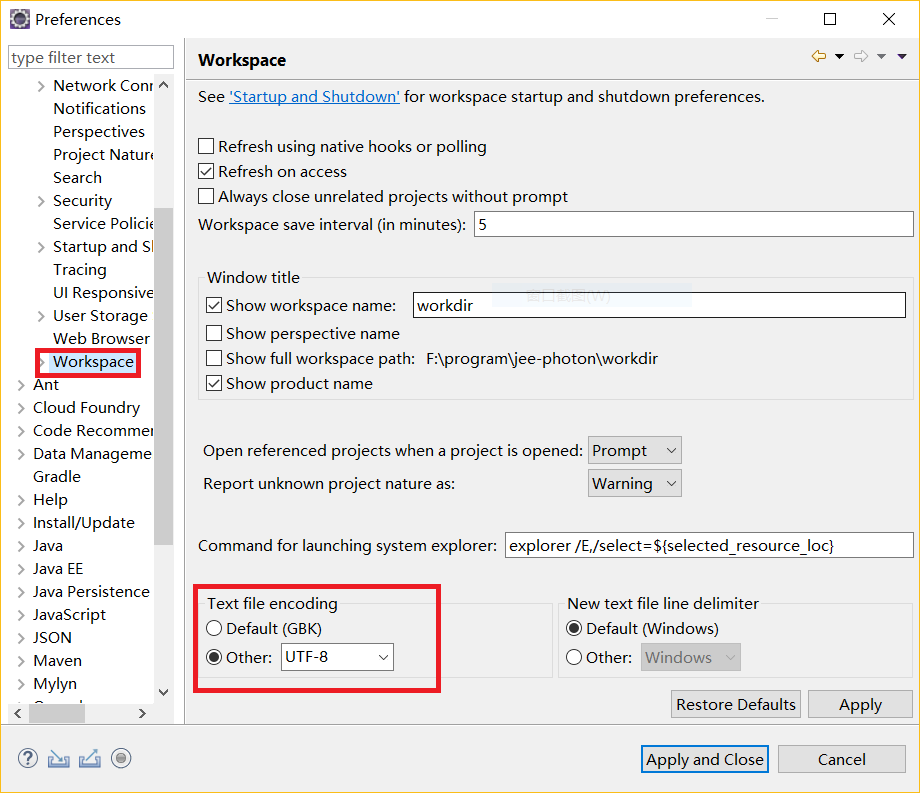 Preferences
type filter text
Network Conn
Notifications
Perspectives
Project Nature
Search
Security
Service Policie
Startup and Sh
Tracing
UI Responsive
User Storage
Web Browser
Workspace
Ant
Cloud Foundry
Code Recommen
Data Manageme
Gradle
Help
Install/Update
Java
Java EE
Java Persistence
JavaScript
JSON
Maven
Mylyn
Workspace
See 'Startup and Shutdown' for workspace startup and shutdown preferences.
Refresh using native hooks or polling
Refresh on access
Always close unrelated projects without prompt
Workspace save interval (in minutes): 5
Window title
窗口截图(W)
Show workspace name: workdir
Show perspective name
Show full workspace path: F:\program\jee-photon\workdir
Show product name
Open referenced projects when a project is opened: Prompt
Report unknown project nature as: Warning
Command for launching system explorer: explorer /E,/select=${selected_resource_loc}
Text file encoding
Default (GBK)
Other: UTF-8
New text file line delimiter
Default (Windows)
Other: Windows
Restore Defaults Apply
Apply and Close Cancel